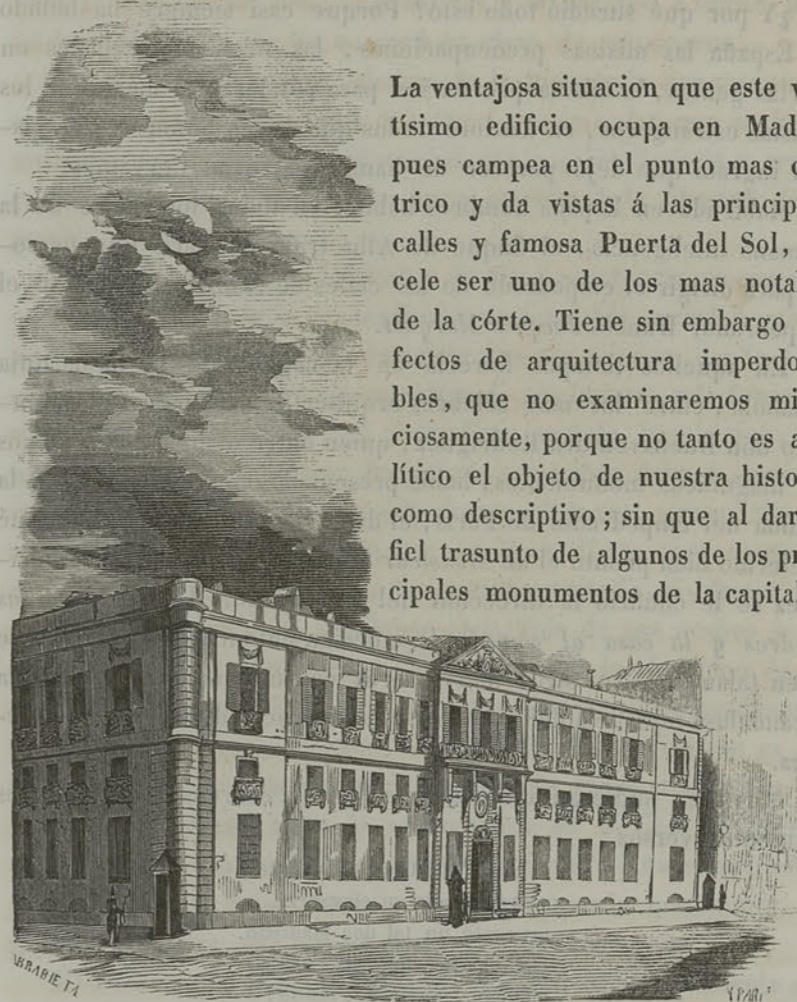 La ventajosa situacion que este v
tísimo edificio ocupa en Mad
pues campea en el punto mas c
trico y da vistas á las princip
calles y famosa Puerta del Sol,
cele ser uno de los mas nota
de la córte. Tiene sin embargo
fectos de arquitectura imperdo
bles, que no examinaremos mi
ciosamente, porque no tanto es a
lítico el objeto de nuestra histo
como descriptivo; sin que al dar
fiel trasunto de algunos de los pr
cipales monumentos de la capital